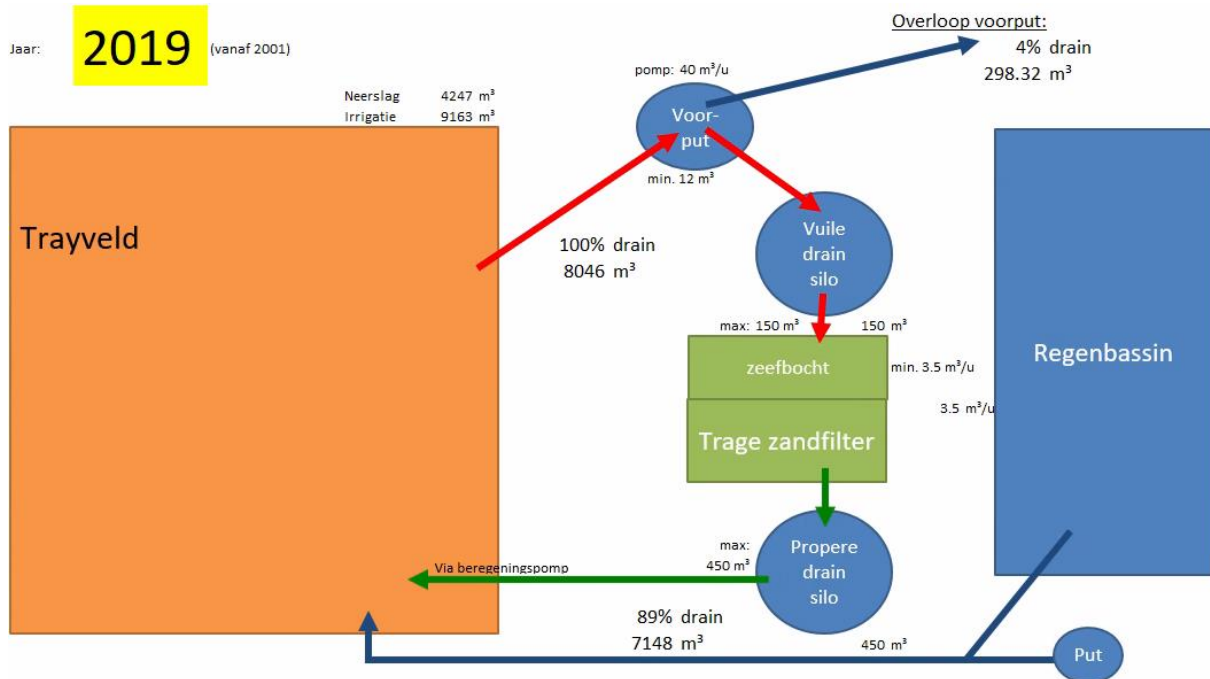 Jaar: 2019 (vanaf 2001)
Overloop voorput:
4% drain
298.32 m³
pomp: 40 m³/u
Neerslag 4247 m³
Irrigatie 9163 m³
Voor-
put
min. 12 m³
Trayveld
100% drain
8046 m³
Vuile
drain
silo
max: 150 m³ 150 m³
Regenbassin
zeefbocht
min. 3.5 m³/u
3.5 m³/u
Trage zandfilter
Propere
drain
silo
max:
450 m³
Via beregeningspomp
89% drain
7148 m³
450 m³
Put